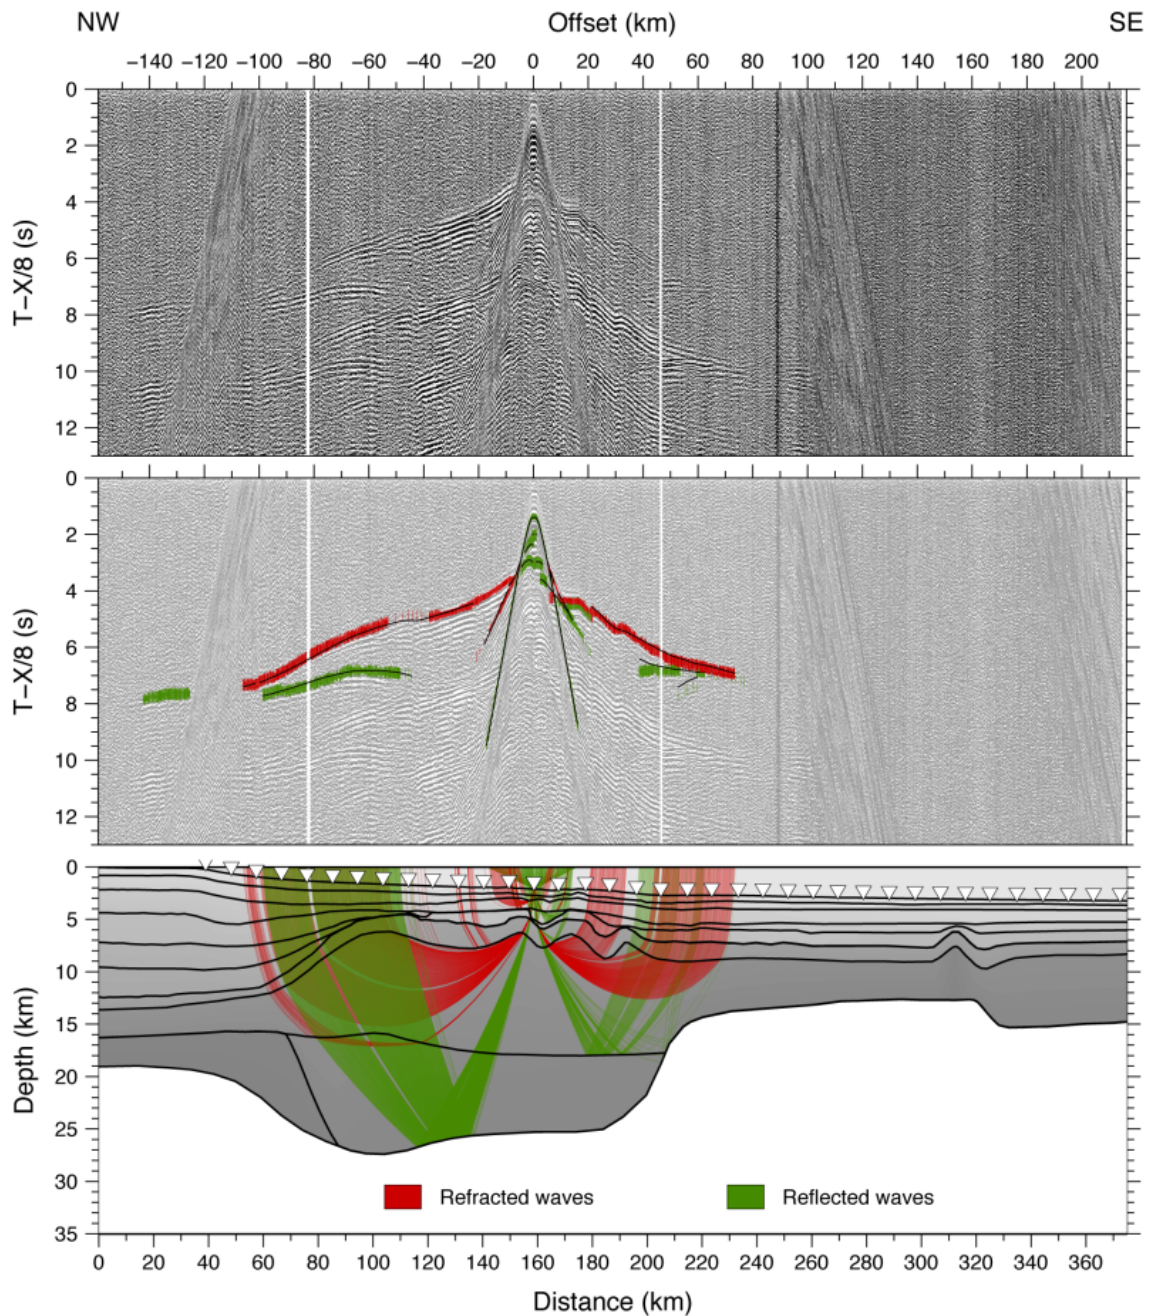 NW Offset (km) SE
−140 −120 −100 −80 −60 −40 −20 0 20 40 60 80 100 120 140 160 180 200
0
2
4
6
8
10
12
T−X/8 (s)
0
2
4
6
8
10
12
T−X/8 (s)
0
5
10
15
20
25
30
35
Depth (km)
Refracted waves Reflected waves
0 20 40 60 80 100 120 140 160 180 200 220 240 260 280 300 320 340 360
Distance (km)